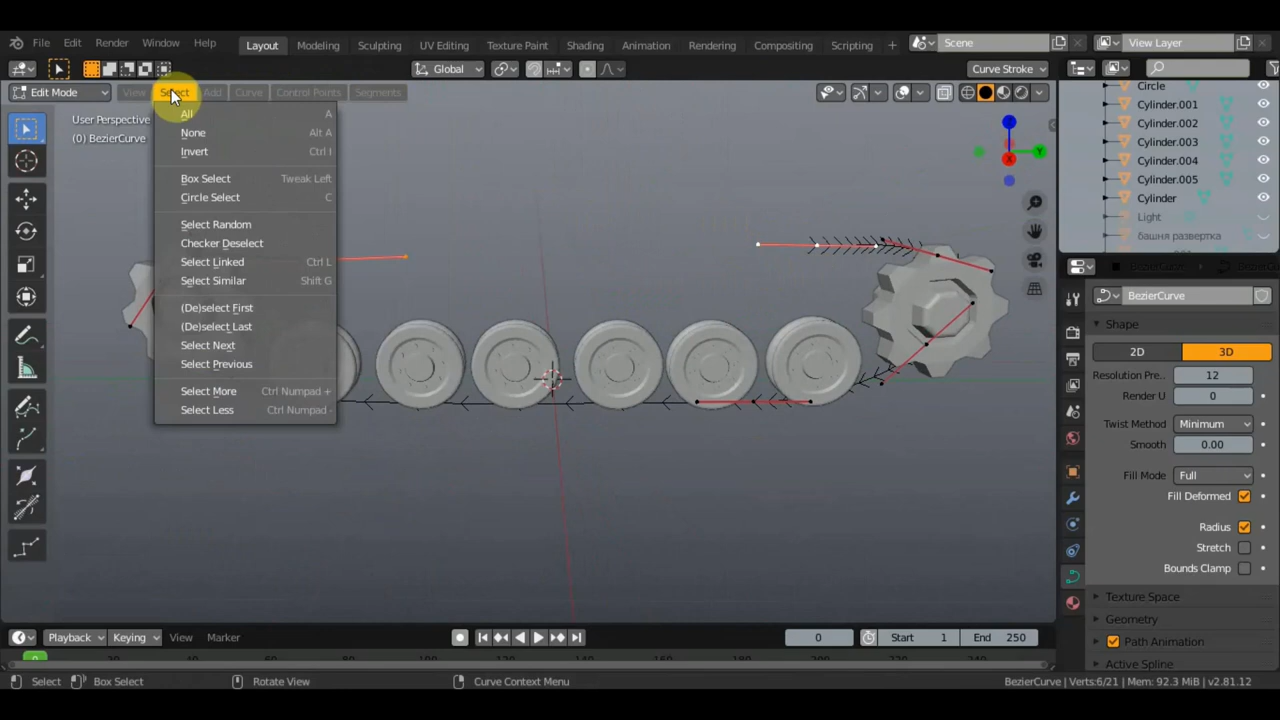 File Edit Render Window Help Layout Modeling Sculpting UV Editing Texture Paint Shading Animation Rendering Compositing Scripting + Scene View Layer
Global Curve Stroke
Edit Mode View Select Add Curve Control Points Segments
User Perspective
(0) BezierCurve
All A
None Alt A
Invert Ctrl I
Box Select Tweak Left
Circle Select C
Select Random
Checker Deselect
Select Linked Ctrl L
Select Similar Shift G
(De)select First
(De)select Last
Select Next
Select Previous
Select More Ctrl Numpad +
Select Less Ctrl Numpad -
Z
Y
X
Circle
Cylinder.001
Cylinder.002
Cylinder.003
Cylinder.004
Cylinder.005
Cylinder
Light
башня развертка
BezierCurve
BezierCurve
Shape
2D 3D
Resolution Pre.. 12
Render U 0
Twist Method Minimum
Smooth 0.00
Fill Mode Full
Fill Deformed
Radius
Stretch
Bounds Clamp
Texture Space
Geometry
Path Animation
Active Spline
Playback Keying View Marker 0 Start 1 End 250
0
Select Box Select Rotate View Curve Context Menu BezierCurve | Verts:6/21 | Mem: 92.3 MiB | v2.81.12